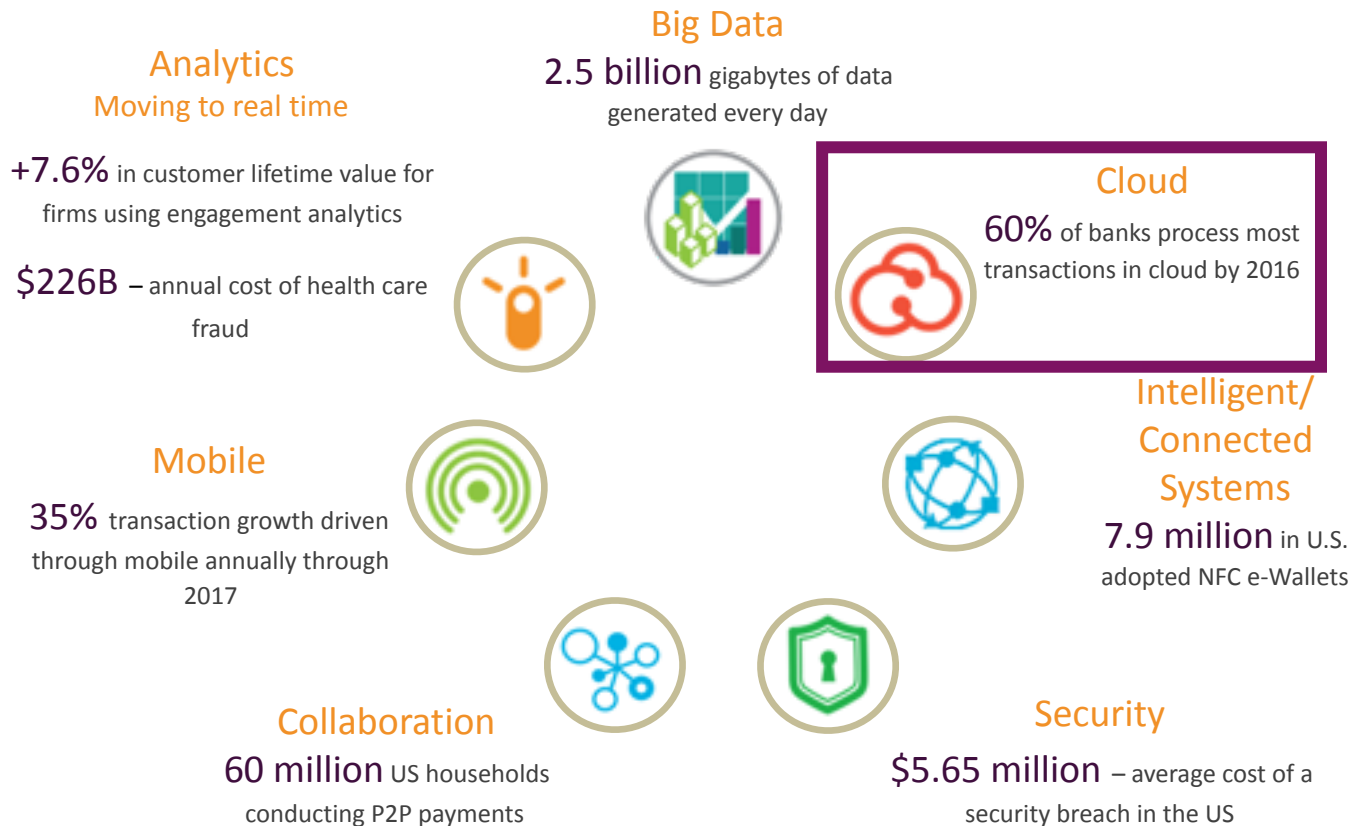 Big Data
2.5 billion gigabytes of data
generated every day
Analytics
Moving to real time
+7.6% in customer lifetime value for
firms using engagement analytics
$226B – annual cost of health care
fraud
Cloud
60% of banks process most
transactions in cloud by 2016
Mobile
35% transaction growth driven
through mobile annually through
2017
Intelligent/
Connected
Systems
7.9 million in U.S.
adopted NFC e-Wallets
Collaboration
60 million US households
conducting P2P payments
Security
$5.65 million – average cost of a
security breach in the US